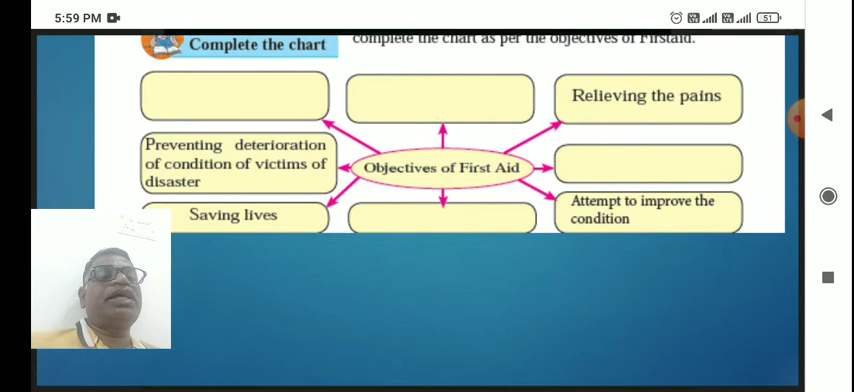 5:59 PM
51
Complete the chart
complete the chart as per the objectives of Firstaid.
Relieving the pains
Preventing deterioration
of condition of victims of
disaster
Objectives of First Aid
Saving lives
Attempt to improve the
condition